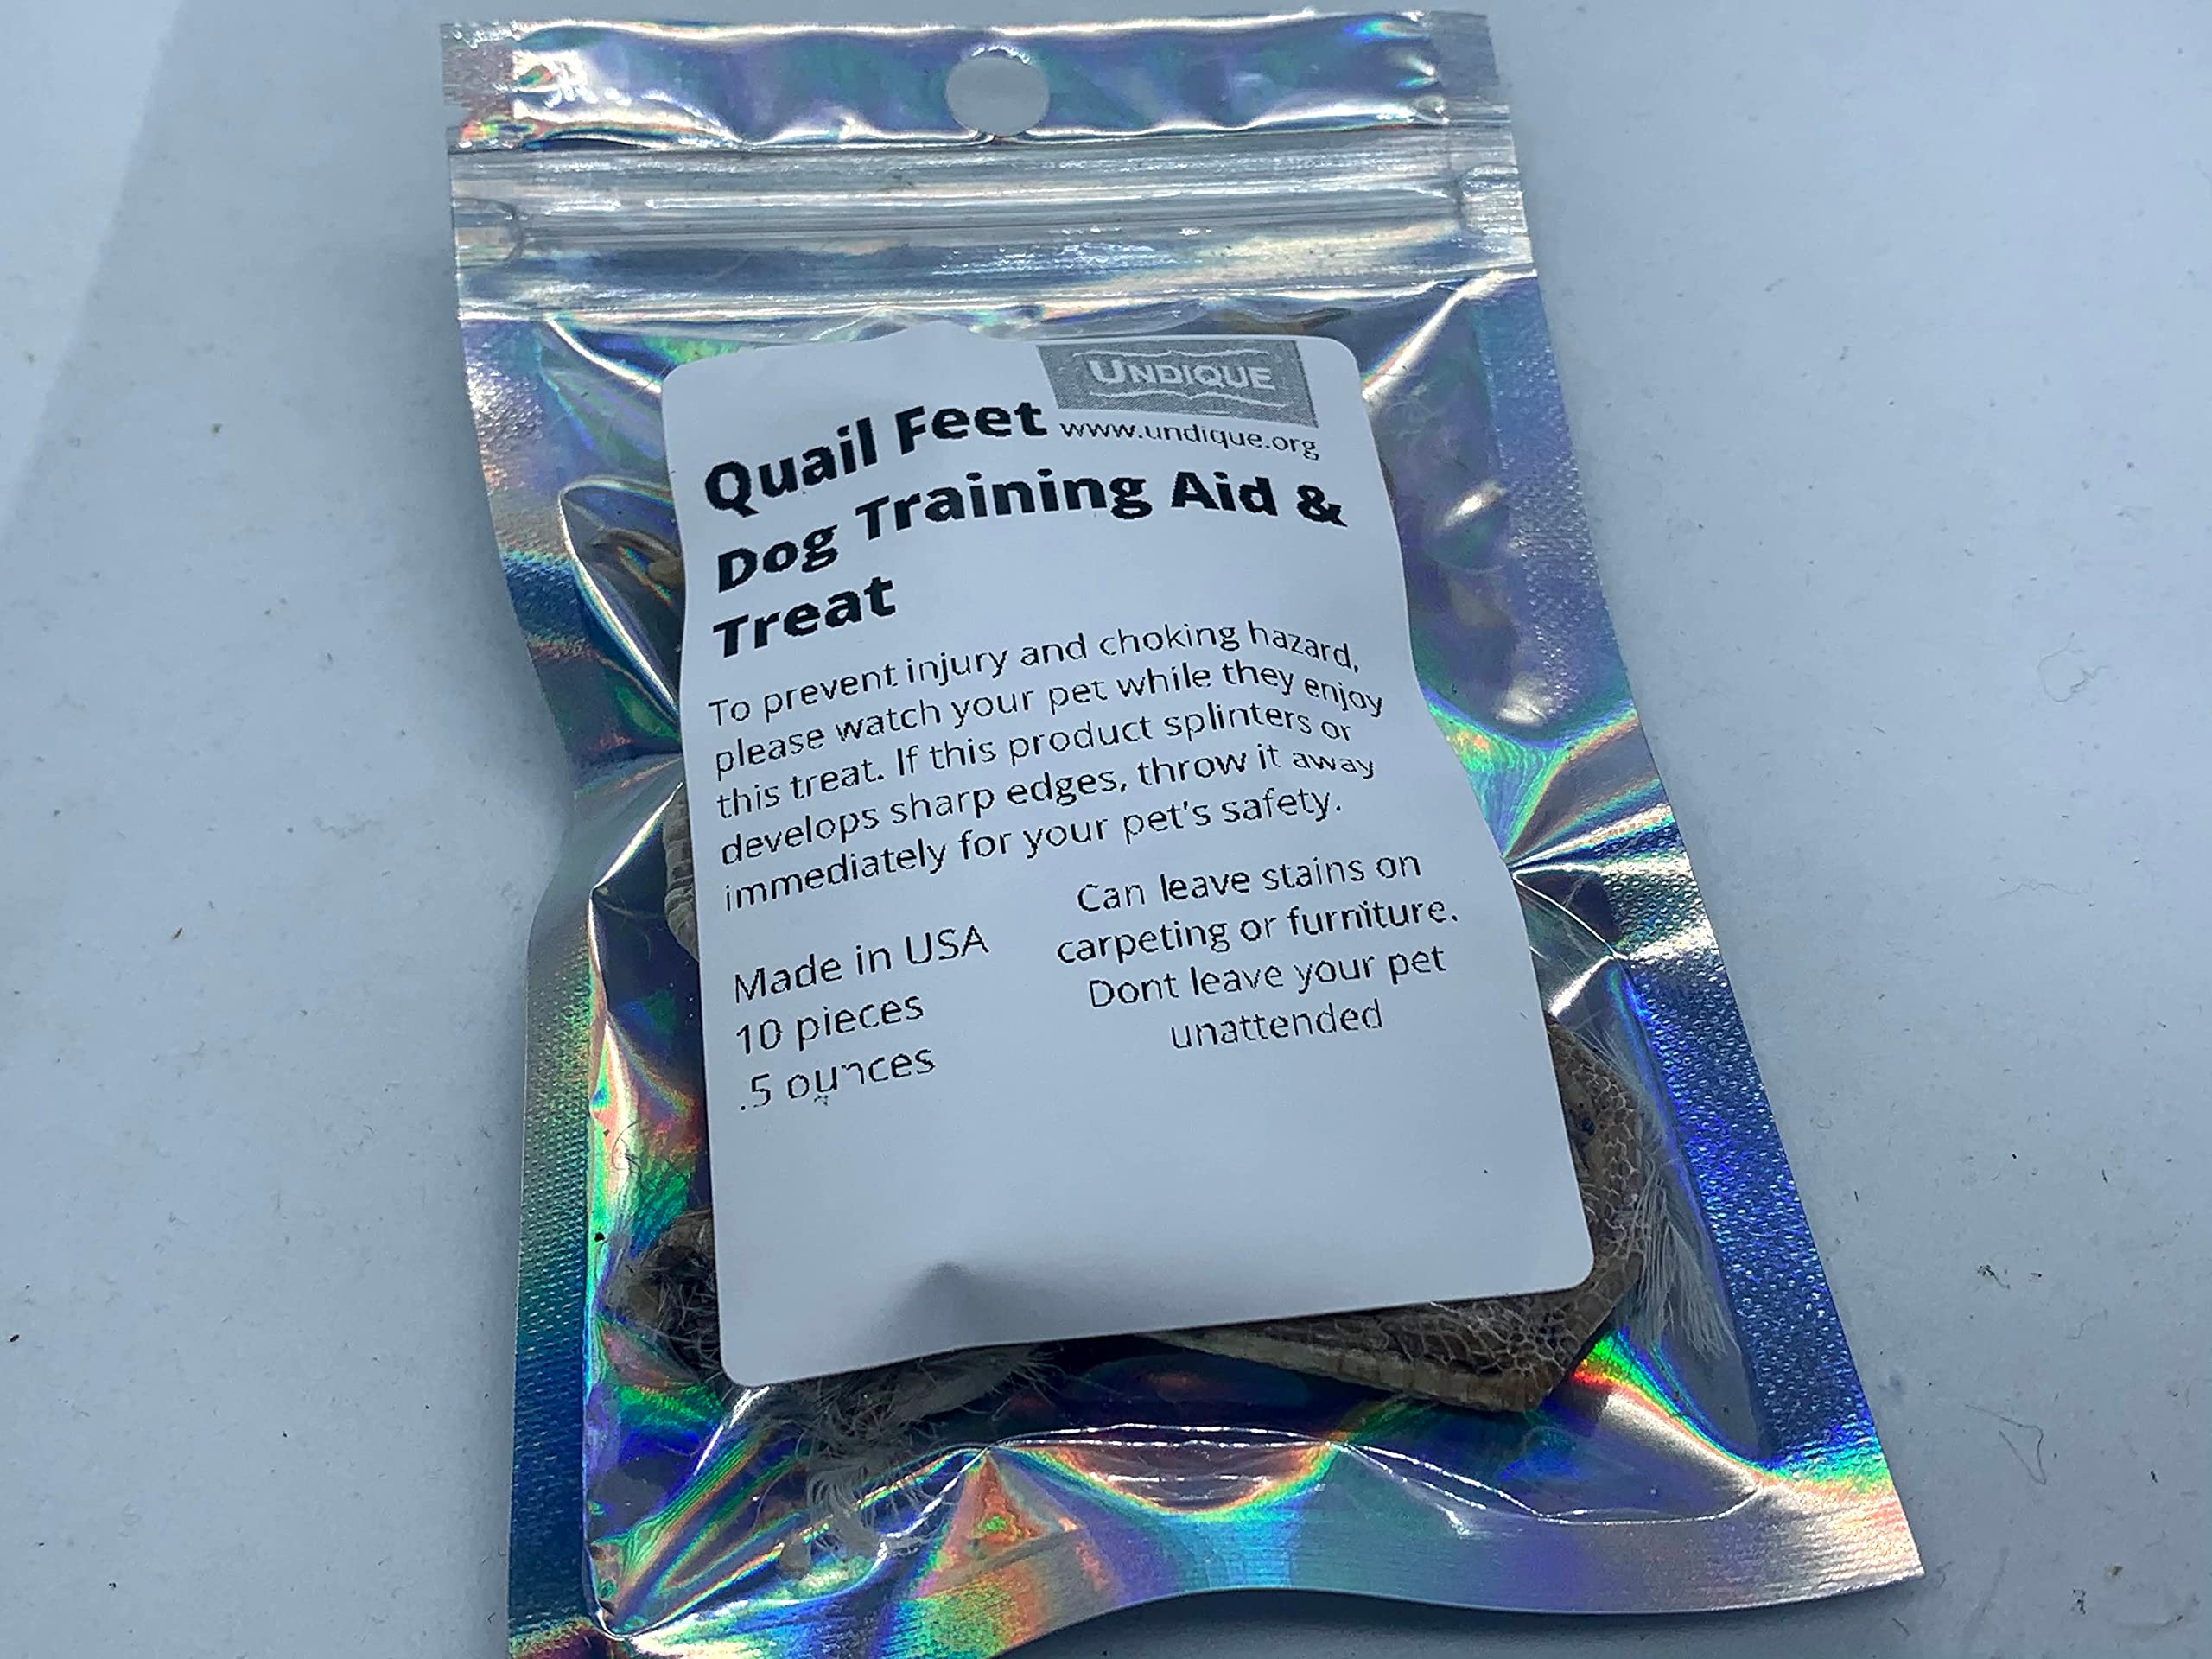 UNDIQUE
Quail Feet www.undique.org
Dog Training Aid &
Treat
To prevent injury and choking hazard,
please watch your pet while they enjoy
this treat. If this product splinters or
develops sharp edges, throw it away
immediately for your pet's safety.
Made in USA
10 pieces
.5 ounces
Can leave stains on
carpeting or furniture.
Dont leave your pet
unattended